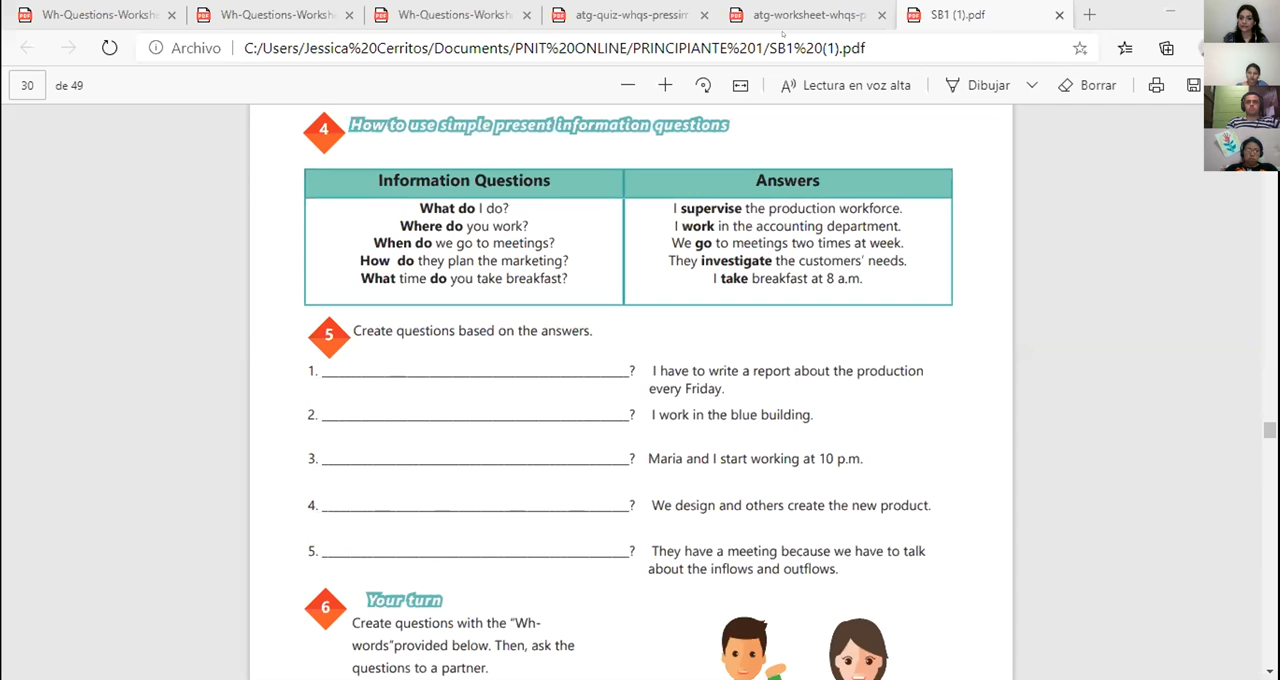 Wh-Questions-Workshe
Wh-Questions-Worksh
Wh-Questions-Worksh
atg-quiz-whqs-pressim
atg-worksheet-whqs-p
SB1 (1).pdf
Archivo
C:/Users/Jessica%20Cerritos/Documents/PNIT%20ONLINE/PRINCIPIANTE%201/SB1%20(1).pdf
30
de 49
Lectura en voz alta
Dibujar
Borrar
4 How to use simple present information questions
Information Questions
What do I do?
Where do you work?
When do we go to meetings?
How do they plan the marketing?
What time do you take breakfast?
Answers
I supervise the production workforce.
I work in the accounting department.
We go to meetings two times at week.
They investigate the customers' needs.
I take breakfast at 8 a.m.
5 Create questions based on the answers.
1. ____________________? I have to write a report about the production
every Friday.
2. ____________________? I work in the blue building.
3. ____________________? Maria and I start working at 10 p.m.
4. ____________________? We design and others create the new product.
5. ____________________? They have a meeting because we have to talk
about the inflows and outflows.
6 Your turn
Create questions with the "Wh-
words"provided below. Then, ask the
questions to a partner.